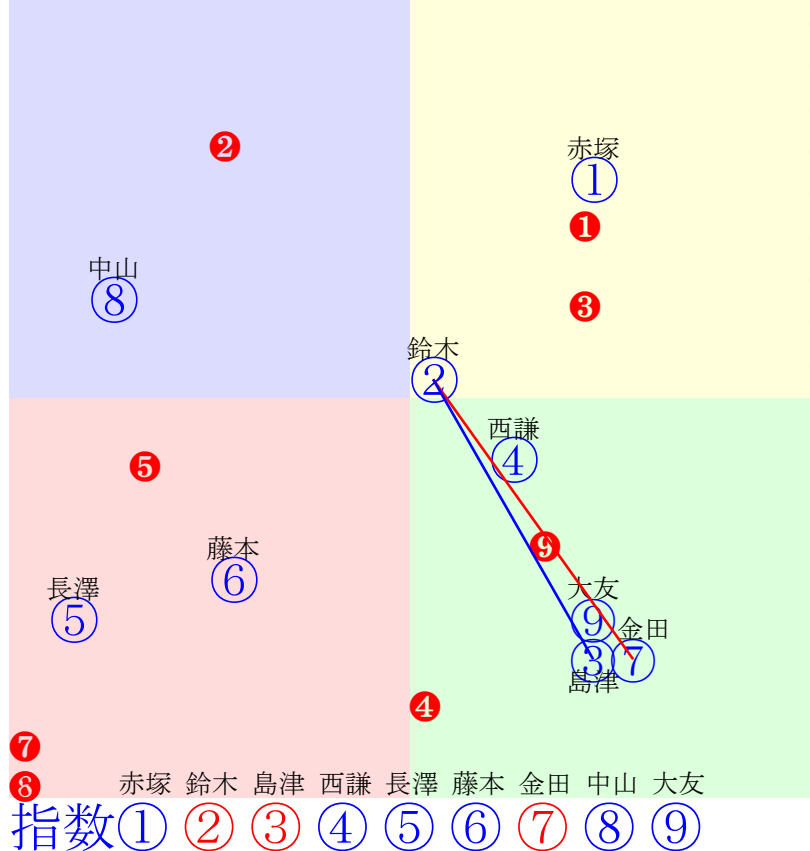 ❷
赤塚
①
❶
中山
⑧
❸
鈴木
②
西謙
④
❺
❾
藤本
⑥
長澤
⑤
大友
⑨
金田
③⑦
島津
❹
❼
❽
赤塚 鈴木 島津 西謙 長澤 藤本 金田 中山 大友
指数①②③④⑤⑥⑦⑧⑨